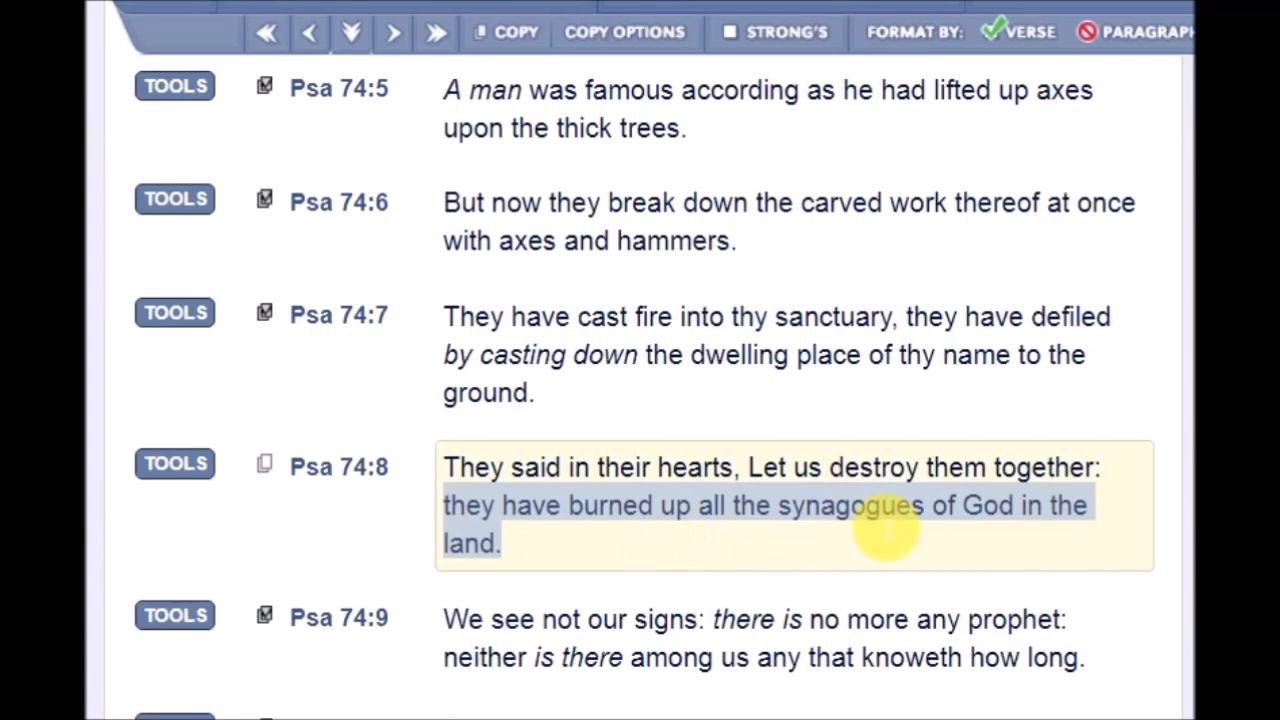 COPY COPY OPTIONS STRONG'S FORMAT BY: VERSE PARAGRAPH
TOOLS Psa 74:5 A man was famous according as he had lifted up axes
upon the thick trees.
TOOLS Psa 74:6 But now they break down the carved work thereof at once
with axes and hammers.
TOOLS Psa 74:7 They have cast fire into thy sanctuary, they have defiled
by casting down the dwelling place of thy name to the
ground.
TOOLS Psa 74:8 They said in their hearts, Let us destroy them together:
they have burned up all the synagogues of God in the
land.
TOOLS Psa 74:9 We see not our signs: there is no more any prophet:
neither is there among us any that knoweth how long.